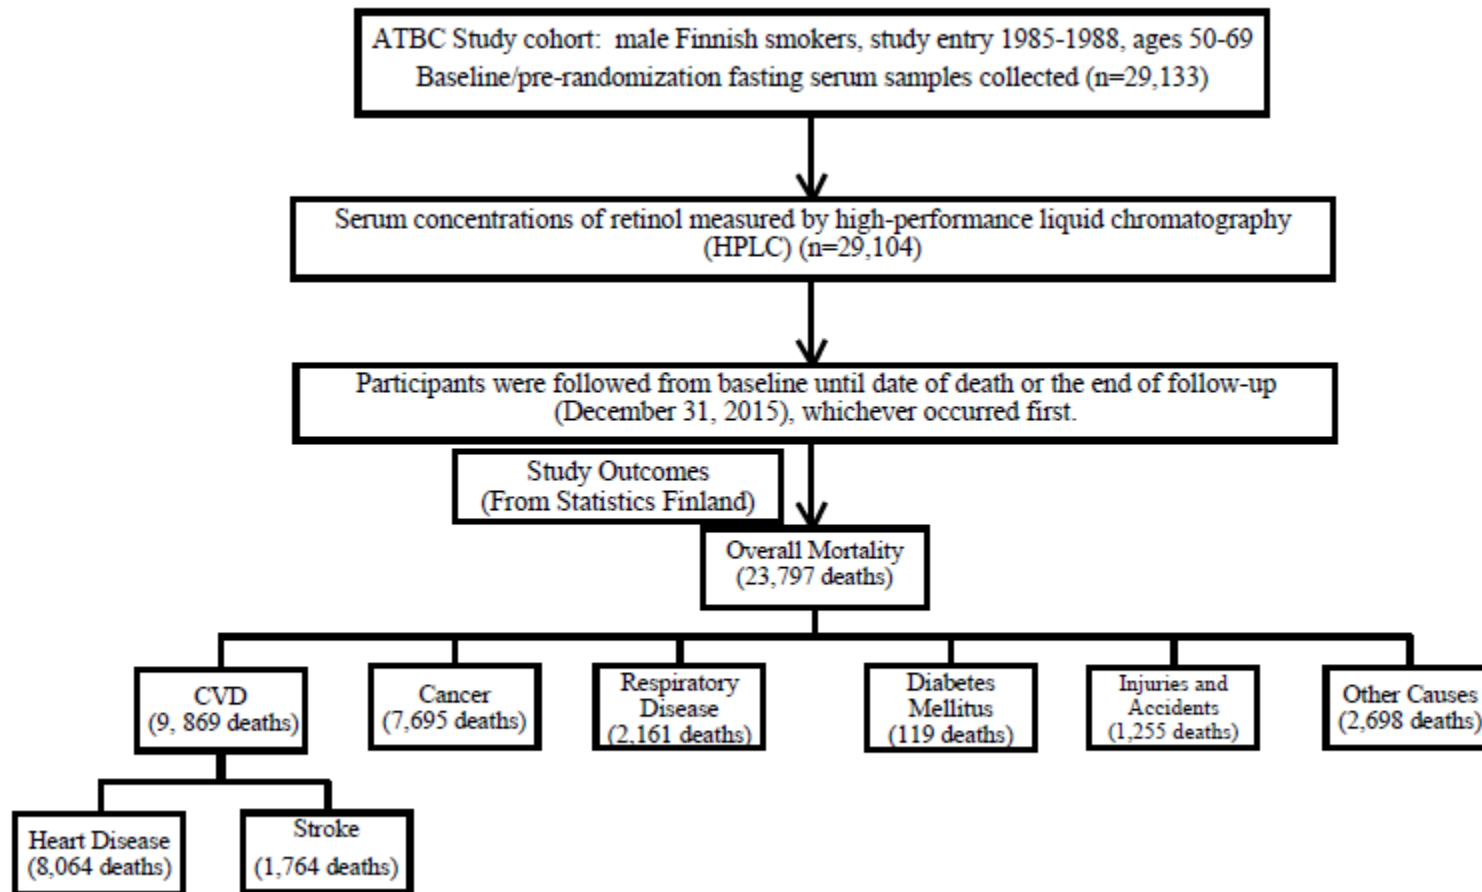 ATBC Study cohort:  male Finnish smokers, study entry 1985-1988, ages 50-69
Baseline/pre-randomization fasting serum samples collected (n=29,133)
Serum concentrations of retinol measured by high-performance liquid chromatography
(HPLC) (n=29,104)
Participants were followed from baseline until date of death or the end of follow-up
(December 31, 2015), whichever occurred first.
Study Outcomes
(From Statistics Finland)
Overall Mortality
(23,797 deaths)
CVD
(9, 869 deaths)
Cancer
(7,695 deaths)
Respiratory
Disease
(2,161 deaths)
Diabetes
Mellitus
(119 deaths)
Injuries and
Accidents
(1,255 deaths)
Other Causes
(2,698 deaths)
Heart Disease
(8,064 deaths)
Stroke
(1,764 deaths)